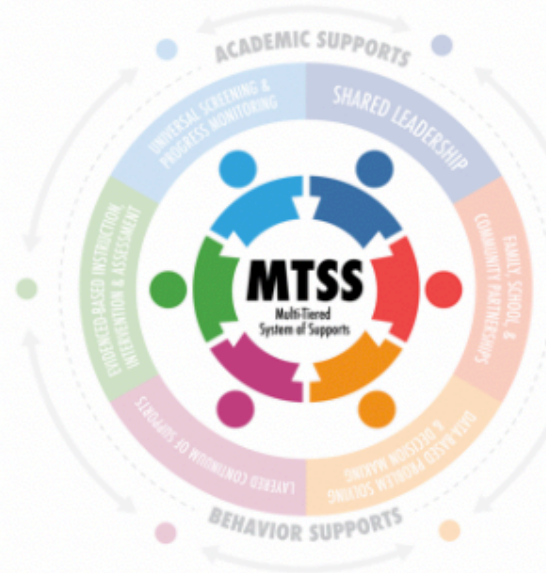 ACADEMIC SUPPORTS
UNIVERSAL SCREENING &
PROGRESS MONITORING
SHARED LEADERSHIP
FAMILY, SCHOOL, &
COMMUNITY PARTNERSHIPS
DATA-BASED PROBLEM SOLVING
& DECISION MAKING
LAYERED CONTINUUM OF SUPPORTS
EVIDENCED-BASED INSTRUCTION,
INTERVENTION & ASSESSMENT
MTSS
Multi-Tiered
System of Supports
BEHAVIOR SUPPORTS